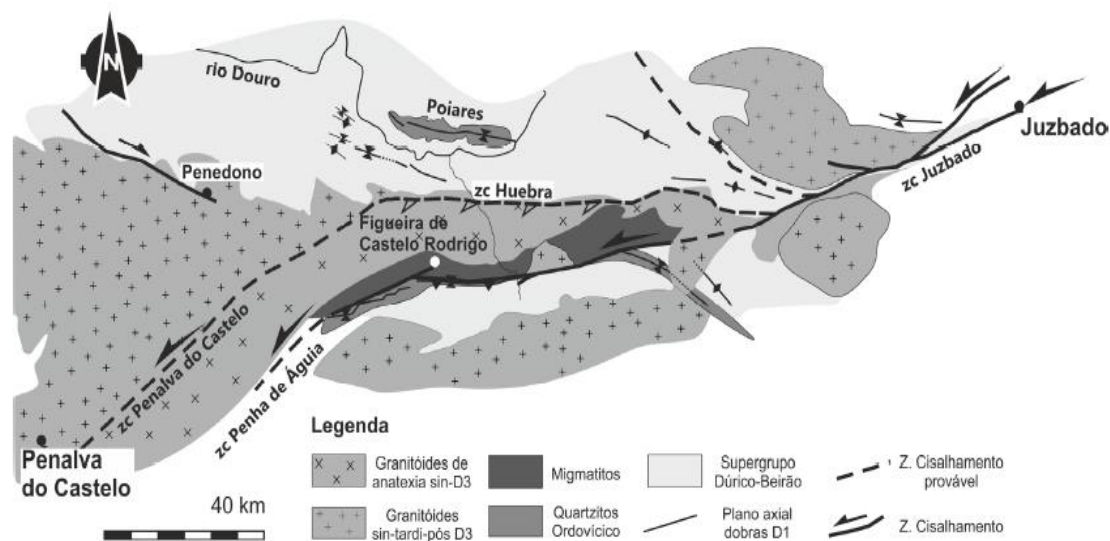 N
rio Douro
Poiares
Juzbado
zc Juzbado
Penedono
zc Huebra
Figueira de
Castelo Rodrigo
zc Penalva do Castelo
zc Penha de Águia
Penalva
do Castelo
40 km
Legenda
Granitóides de
anatexia sin-D3
Migmatitos
Supergrupo
Dúrico-Beirão
Z. Cisalhamento
provável
Granitóides
sin-tardi-pós D3
Quartzitos
Ordovícico
Plano axial
dobras D1
Z. Cisalhamento